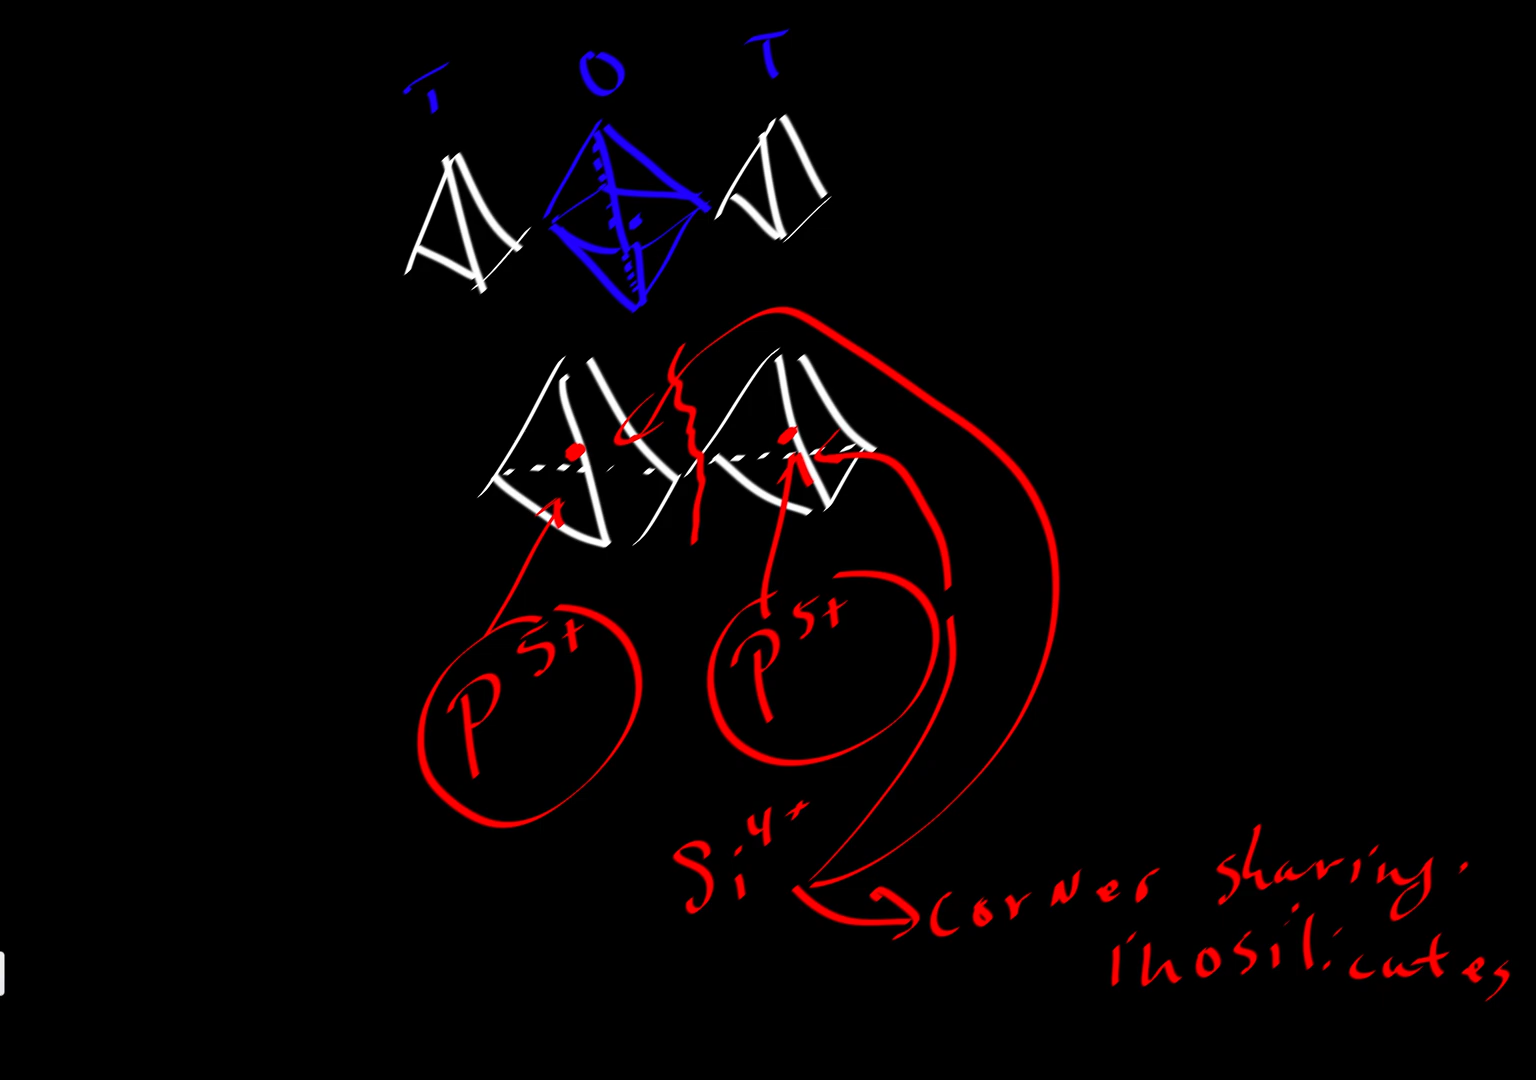 T O T
P5+ P5+
Si4+
Corner sharing.
Inosilicates